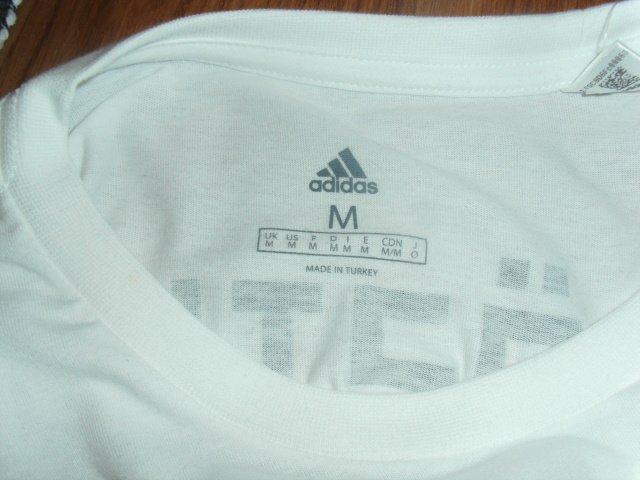 adidas
M
UK US F D I E CDN J
M M M M M M M/M O
MADE IN TURKEY